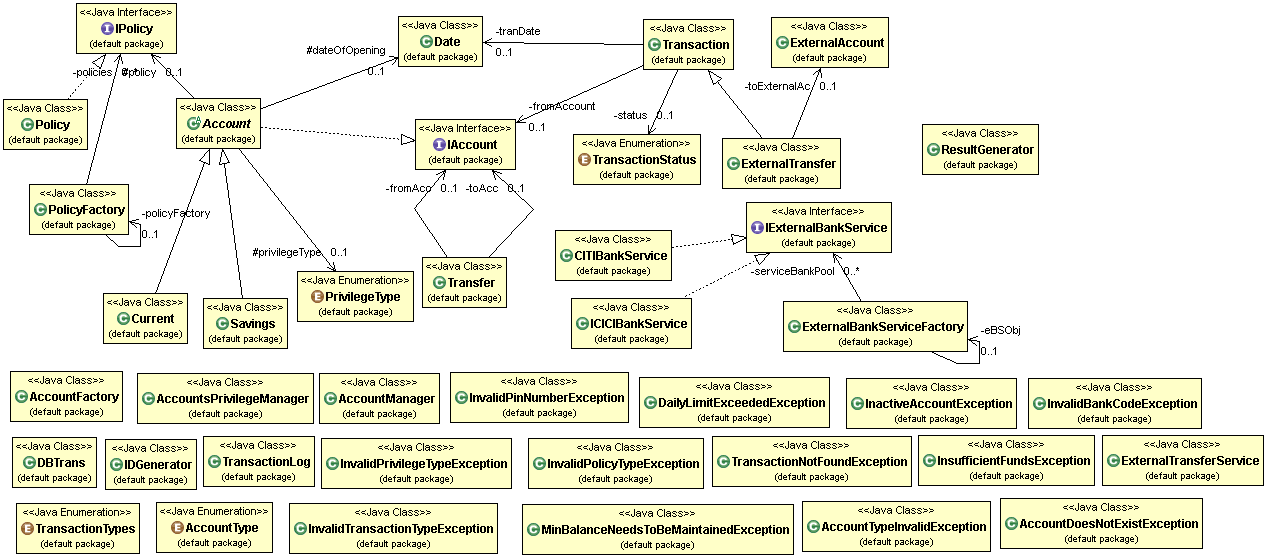 <<Java Interface>>
IPolicy
(default package)
<<Java Class>>
Date
(default package)
<<Java Class>>
Transaction
(default package)
<<Java Class>>
ExternalAccount
(default package)
-tranDate
0..1
#dateOfOpening
0..1
-policies
#policy
0..1
-toExternalAc
0..1
<<Java Class>>
Policy
(default package)
<<Java Class>>
Account
(default package)
-fromAccount
0..1
-status
0..1
<<Java Interface>>
IAccount
(default package)
<<Java Enumeration>>
TransactionStatus
(default package)
<<Java Class>>
ExternalTransfer
(default package)
<<Java Class>>
ResultGenerator
(default package)
<<Java Class>>
PolicyFactory
(default package)
-policyFactory
0..1
-fromAcc
0..1
-toAcc
0..1
<<Java Interface>>
IExternalBankService
(default package)
<<Java Class>>
CITIBankService
(default package)
#privilegeType
0..1
-serviceBankPool
0..*
<<Java Class>>
Current
(default package)
<<Java Class>>
Savings
(default package)
<<Java Enumeration>>
PrivilegeType
(default package)
<<Java Class>>
Transfer
(default package)
<<Java Class>>
ICICIBankService
(default package)
<<Java Class>>
ExternalBankServiceFactory
(default package)
-eBSObj
0..1
<<Java Class>>
AccountFactory
(default package)
<<Java Class>>
AccountsPrivilegeManager
(default package)
<<Java Class>>
AccountManager
(default package)
<<Java Class>>
InvalidPinNumberException
(default package)
<<Java Class>>
DailyLimitExceededException
(default package)
<<Java Class>>
InactiveAccountException
(default package)
<<Java Class>>
InvalidBankCodeException
(default package)
<<Java Class>>
DBTrans
(default package)
<<Java Class>>
IDGenerator
(default package)
<<Java Class>>
TransactionLog
(default package)
<<Java Class>>
InvalidPrivilegeTypeException
(default package)
<<Java Class>>
InvalidPolicyTypeException
(default package)
<<Java Class>>
TransactionNotFoundException
(default package)
<<Java Class>>
InsufficientFundsException
(default package)
<<Java Class>>
ExternalTransferService
(default package)
<<Java Enumeration>>
TransactionTypes
(default package)
<<Java Enumeration>>
AccountType
(default package)
<<Java Class>>
InvalidTransactionTypeException
(default package)
<<Java Class>>
MinBalanceNeedsToBeMaintainedException
(default package)
<<Java Class>>
AccountTypeInvalidException
(default package)
<<Java Class>>
AccountDoesNotExistException
(default package)